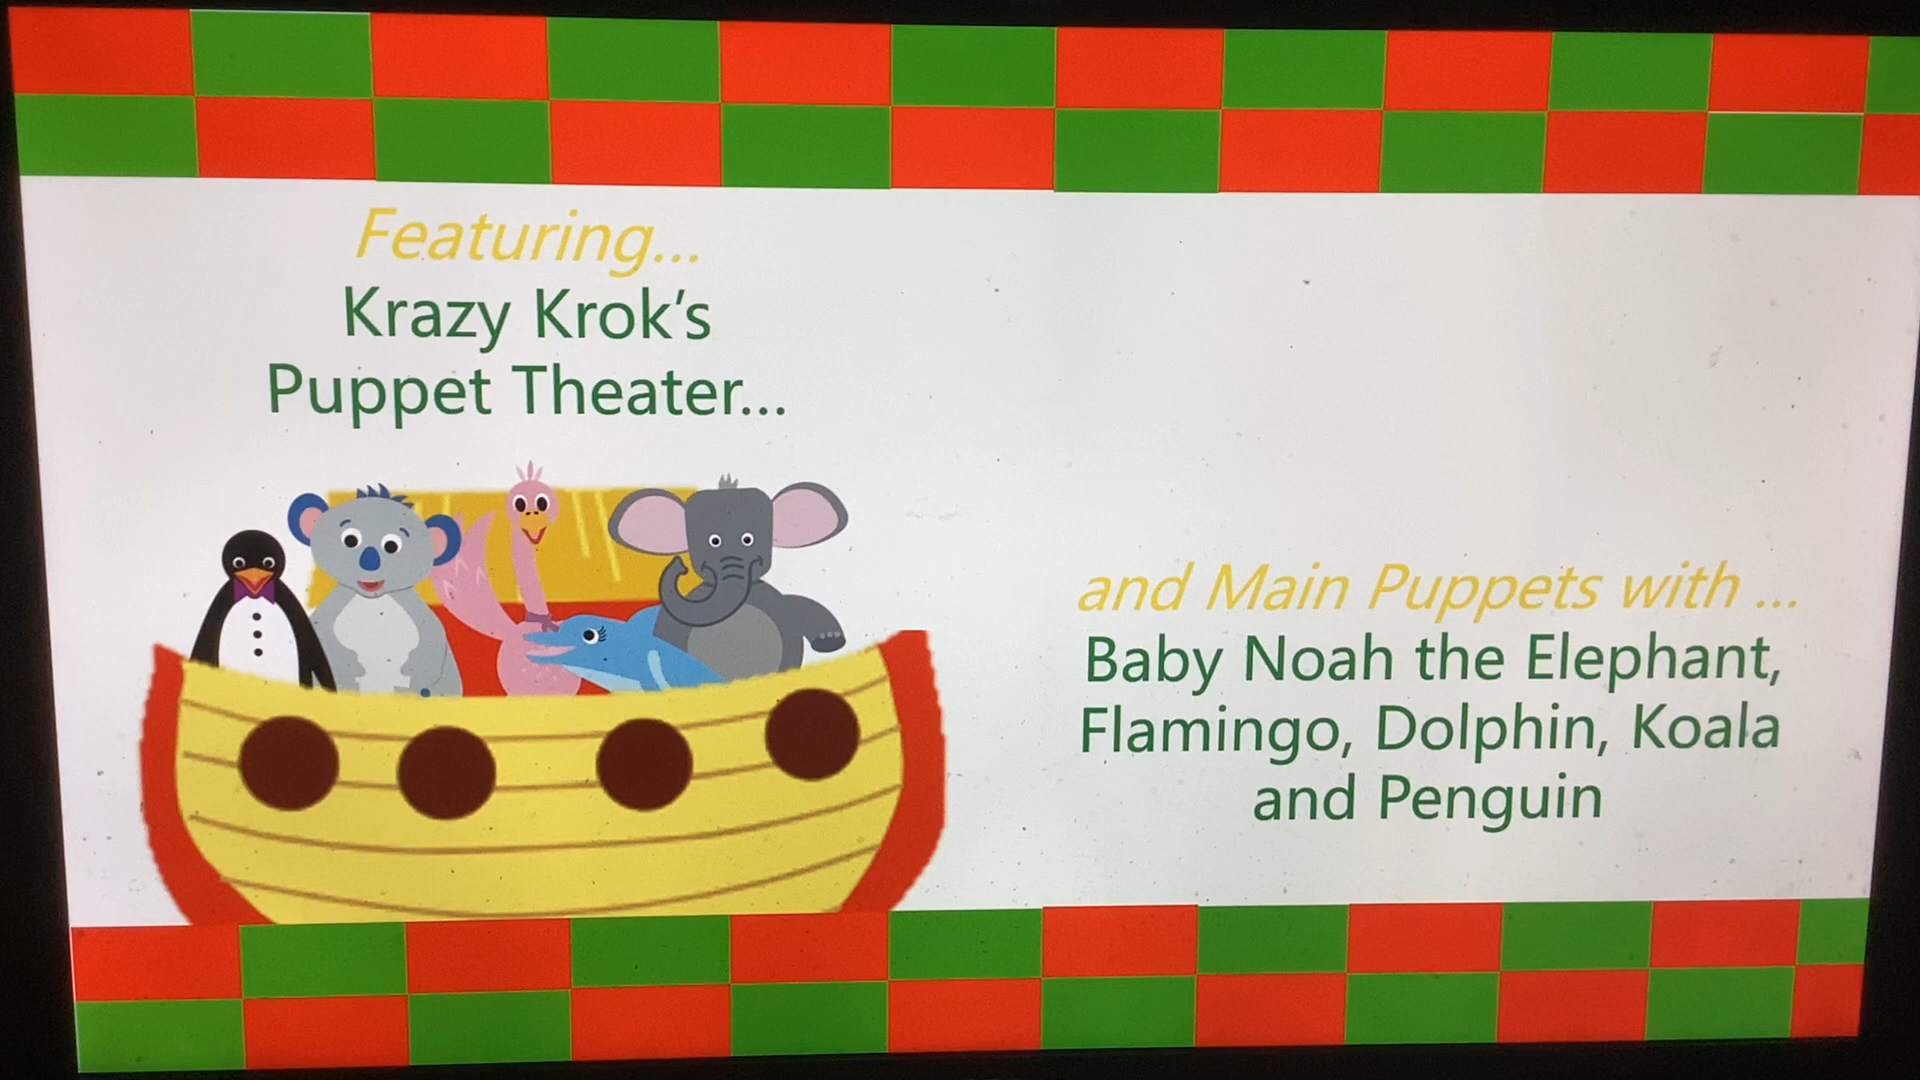 Featuring...
Krazy Krok's
Puppet Theater...
and Main Puppets with ...
Baby Noah the Elephant,
Flamingo, Dolphin, Koala
and Penguin